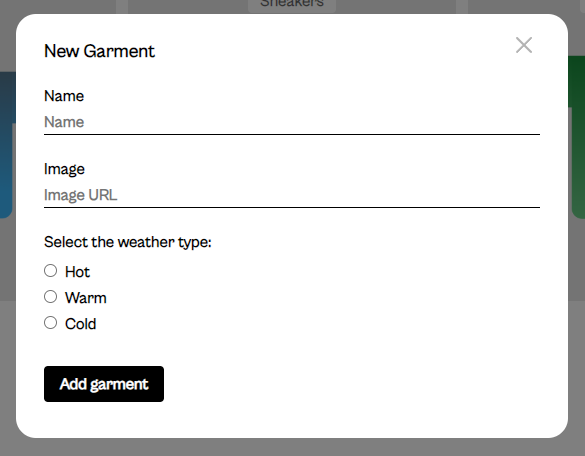 Sneakers
New Garment
Name
Name
Image
Image URL
Select the weather type:
Hot
Warm
Cold
Add garment